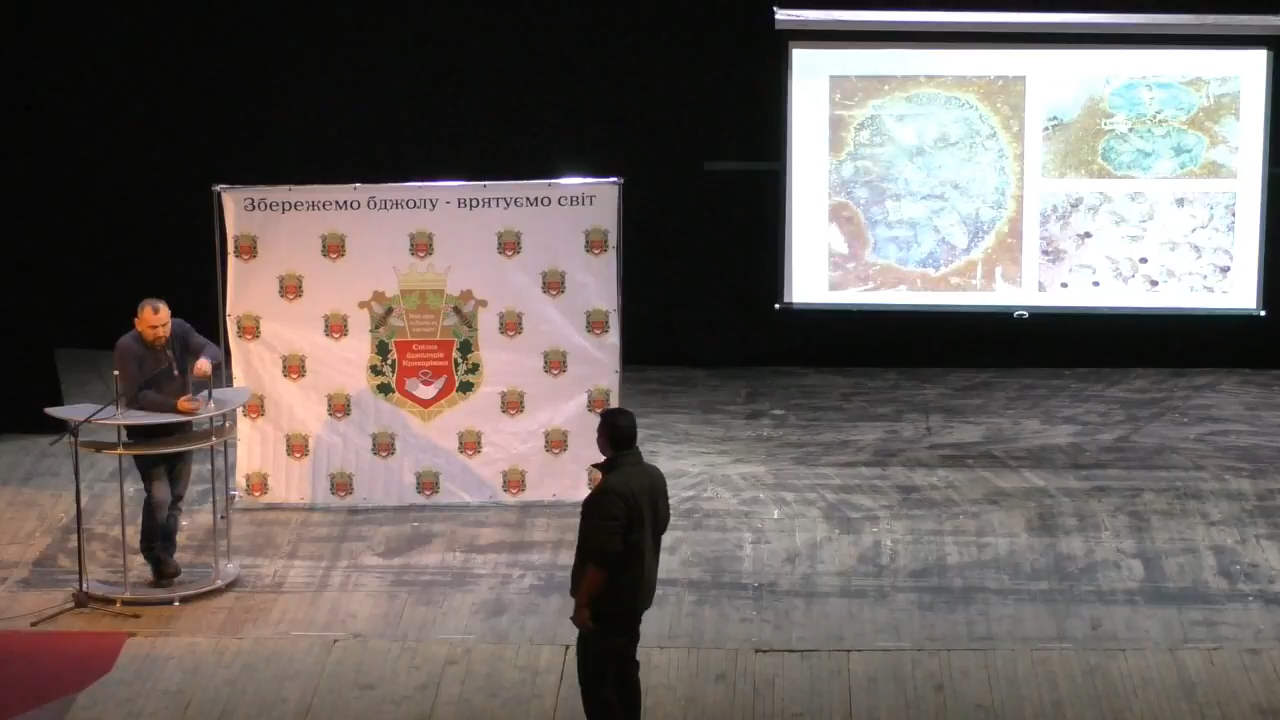 Збережемо бджолу - врятуємо світ
Спілка
бджолярів
Криворіжжя